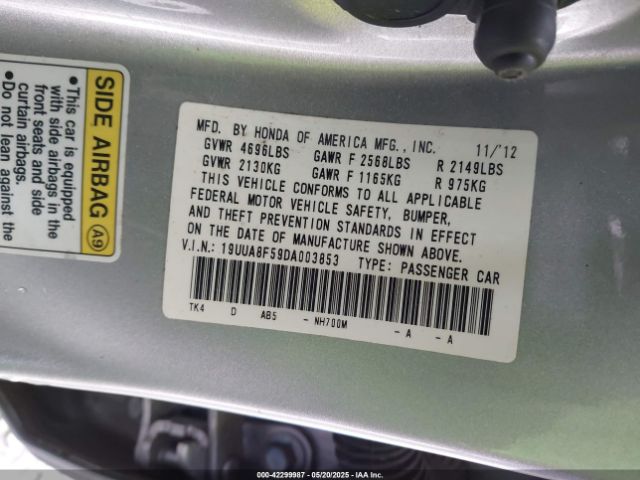 SIDE AIRBAG A9
•This car is equipped
with side airbags in the
front seats and side
curtain airbags.
•Do not lean against
MFD. BY HONDA OF AMERICA MFG., INC. 11/'12
GVWR 4696LBS GAWR F 2568LBS R 2149LBS
GVWR 2130KG GAWR F 1165KG R 975KG
THIS VEHICLE CONFORMS TO ALL APPLICABLE
FEDERAL MOTOR VEHICLE SAFETY, BUMPER,
AND THEFT PREVENTION STANDARDS IN EFFECT
ON THE DATE OF MANUFACTURE SHOWN ABOVE.
V.I.N.: 19UUA8F59DA003853 TYPE: PASSENGER CAR
TK4 D AB5 - NH700M - A - A
000-42299987 - 05/20/2025 - IAA Inc.